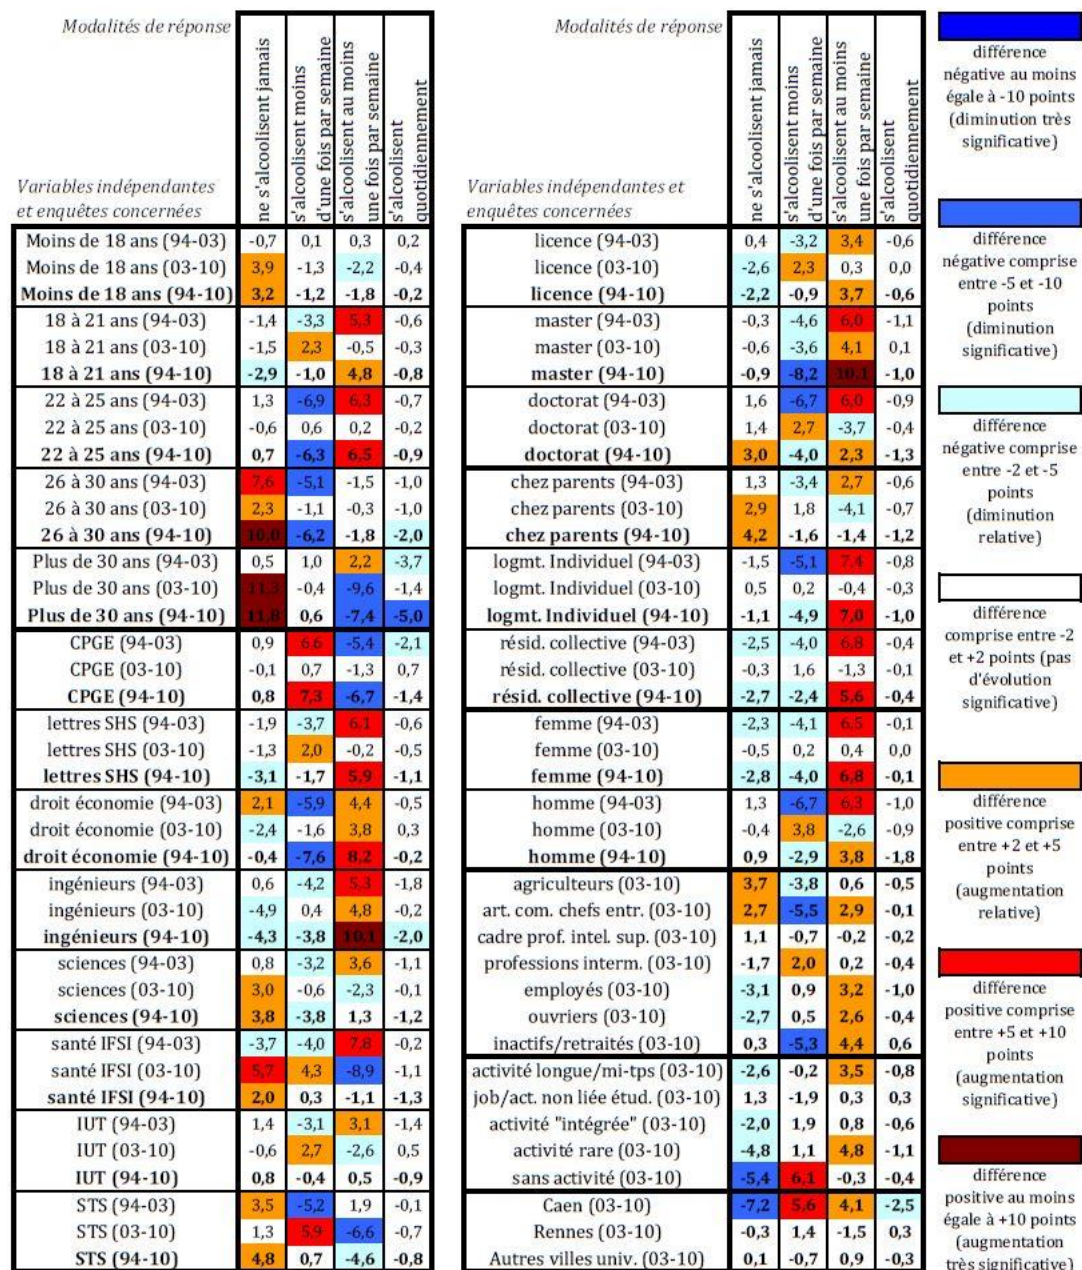 Modalités de réponse
ne s'alcoolisent jamais
s'alcoolisent moins
d'une fois par semaine
s'alcoolisent au moins
une fois par semaine
s'alcoolisent
quotidiennement
Variables indépendantes
et enquêtes concernées
Moins de 18 ans (94-03) -0,7 0,1 0,3 0,2
Moins de 18 ans (03-10) 3,9 -1,3 -2,2 -0,4
Moins de 18 ans (94-10) 3,2 -1,2 -1,8 -0,2
18 à 21 ans (94-03) -1,4 -3,3 5,3 -0,6
18 à 21 ans (03-10) -1,5 2,3 -0,5 -0,3
18 à 21 ans (94-10) -2,9 -1,0 4,8 -0,8
22 à 25 ans (94-03) 1,3 -6,9 6,3 -0,7
22 à 25 ans (03-10) -0,6 0,6 0,2 -0,2
22 à 25 ans (94-10) 0,7 -6,3 6,5 -0,9
26 à 30 ans (94-03) 7,6 -5,1 -1,5 -1,0
26 à 30 ans (03-10) 2,3 -1,1 -0,3 -1,0
26 à 30 ans (94-10) 10,0 -6,2 -1,8 -2,0
Plus de 30 ans (94-03) 0,5 1,0 2,2 -3,7
Plus de 30 ans (03-10) 11,3 -0,4 -9,6 -1,4
Plus de 30 ans (94-10) 11,8 0,6 -7,4 -5,0
CPGE (94-03) 0,9 6,6 -5,4 -2,1
CPGE (03-10) -0,1 0,7 -1,3 0,7
CPGE (94-10) 0,8 7,3 -6,7 -1,4
lettres SHS (94-03) -1,9 -3,7 6,1 -0,6
lettres SHS (03-10) -1,3 2,0 -0,2 -0,5
lettres SHS (94-10) -3,1 -1,7 5,9 -1,1
droit économie (94-03) 2,1 -5,9 4,4 -0,5
droit économie (03-10) -2,4 -1,6 3,8 0,3
droit économie (94-10) -0,4 -7,6 8,2 -0,2
ingénieurs (94-03) 0,6 -4,2 5,3 -1,8
ingénieurs (03-10) -4,9 0,4 4,8 -0,2
ingénieurs (94-10) -4,3 -3,8 10,1 -2,0
sciences (94-03) 0,8 -3,2 3,6 -1,1
sciences (03-10) 3,0 -0,6 -2,3 -0,1
sciences (94-10) 3,8 -3,8 1,3 -1,2
santé IFSI (94-03) -3,7 -4,0 7,8 -0,2
santé IFSI (03-10) 5,7 4,3 -8,9 -1,1
santé IFSI (94-10) 2,0 0,3 -1,1 -1,3
IUT (94-03) 1,4 -3,1 3,1 -1,4
IUT (03-10) -0,6 2,7 -2,6 0,5
IUT (94-10) 0,8 -0,4 0,5 -0,9
STS (94-03) 3,5 -5,2 1,9 -0,1
STS (03-10) 1,3 5,9 -6,6 -0,7
STS (94-10) 4,8 0,7 -4,6 -0,8
Modalités de réponse
ne s'alcoolisent jamais
s'alcoolisent moins
d'une fois par semaine
s'alcoolisent au moins
une fois par semaine
s'alcoolisent
quotidiennement
Variables indépendantes et
enquêtes concernées
licence (94-03) 0,4 -3,2 3,4 -0,6
licence (03-10) -2,6 2,3 0,3 0,0
licence (94-10) -2,2 -0,9 3,7 -0,6
master (94-03) -0,3 -4,6 6,0 -1,1
master (03-10) -0,6 -3,6 4,1 0,1
master (94-10) -0,9 -8,2 10,1 -1,0
doctorat (94-03) 1,6 -6,7 6,0 -0,9
doctorat (03-10) 1,4 2,7 -3,7 -0,4
doctorat (94-10) 3,0 -4,0 2,3 -1,3
chez parents (94-03) 1,3 -3,4 2,7 -0,6
chez parents (03-10) 2,9 1,8 -4,1 -0,7
chez parents (94-10) 4,2 -1,6 -1,4 -1,2
logmt. Individuel (94-03) -1,5 -5,1 7,4 -0,8
logmt. Individuel (03-10) 0,5 0,2 -0,4 -0,3
logmt. Individuel (94-10) -1,1 -4,9 7,0 -1,0
résid. collective (94-03) -2,5 -4,0 6,8 -0,4
résid. collective (03-10) -0,3 1,6 -1,3 -0,1
résid. collective (94-10) -2,7 -2,4 5,6 -0,4
femme (94-03) -2,3 -4,1 6,5 -0,1
femme (03-10) -0,5 0,2 0,4 0,0
femme (94-10) -2,8 -4,0 6,8 -0,1
homme (94-03) 1,3 -6,7 6,3 -1,0
homme (03-10) -0,4 3,8 -2,6 -0,9
homme (94-10) 0,9 -2,9 3,8 -1,8
agriculteurs (03-10) 3,7 -3,8 0,6 -0,5
art. com. chefs entr. (03-10) 2,7 -5,5 2,9 -0,1
cadre prof. intel. sup. (03-10) 1,1 -0,7 -0,2 -0,2
professions interm. (03-10) -1,7 2,0 0,2 -0,4
employés (03-10) -3,1 0,9 3,2 -1,0
ouvriers (03-10) -2,7 0,5 2,6 -0,4
inactifs/retraités (03-10) 0,3 -5,3 4,4 0,6
activité longue/mi-tps (03-10) -2,6 -0,2 3,5 -0,8
job/act. non liée étud. (03-10) 1,3 -1,9 0,3 0,3
activité "intégrée" (03-10) -2,0 1,9 0,8 -0,6
activité rare (03-10) -4,8 1,1 4,8 -1,1
sans activité (03-10) -5,4 6,1 -0,3 -0,4
Caen (03-10) -7,2 5,6 4,1 -2,5
Rennes (03-10) -0,3 1,4 -1,5 0,3
Autres villes univ. (03-10) 0,1 -0,7 0,9 -0,3
différence
négative au moins
égale à -10 points
(diminution très
significative)
différence
négative comprise
entre -5 et -10
points
(diminution
significative)
différence
négative comprise
entre -2 et -5
points
(diminution
relative)
différence
comprise entre -2
et +2 points (pas
d'évolution
significative)
différence
positive comprise
entre +2 et +5
points
(augmentation
relative)
différence
positive comprise
entre +5 et +10
points
(augmentation
significative)
différence
positive au moins
égale à +10 points
(augmentation
très significative)